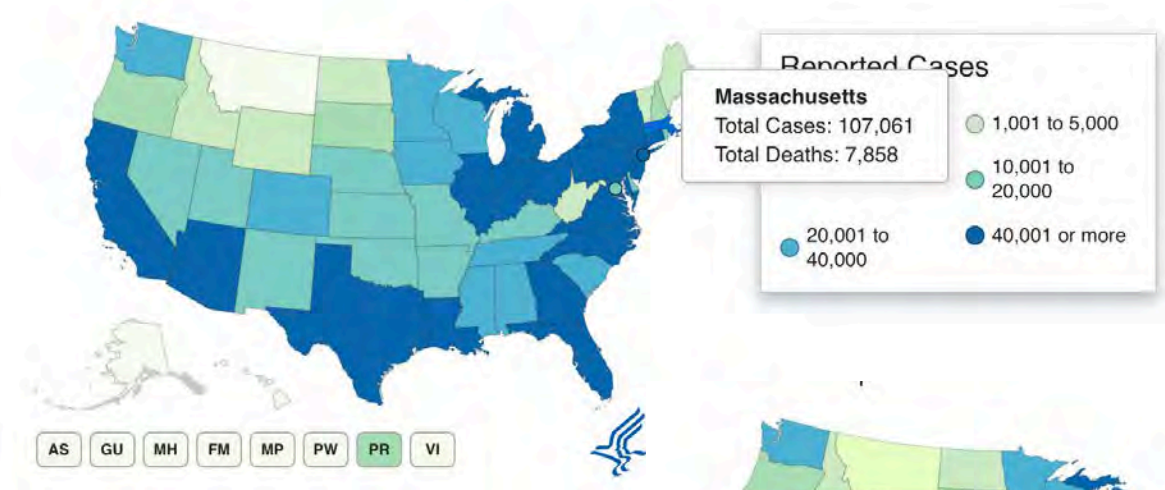 Reported Cases
Massachusetts
Total Cases: 107,061
Total Deaths: 7,858
1,001 to 5,000
10,001 to
20,000
20,001 to
40,000
40,001 or more
AS GU MH FM MP PW PR VI